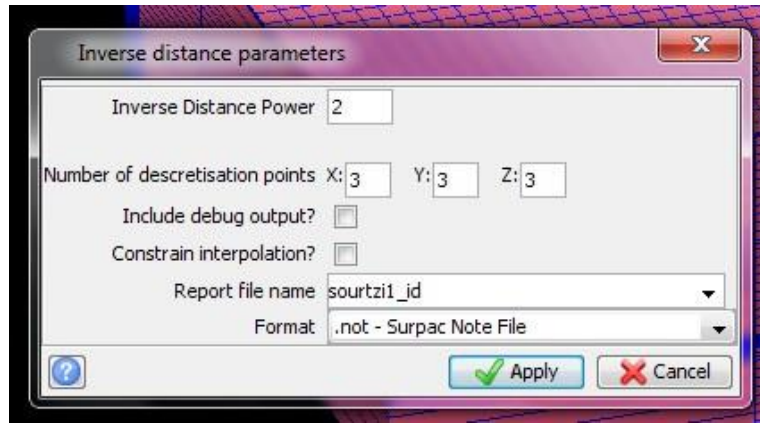 Inverse distance parameters
Inverse Distance Power 2
Number of descretisation points X: 3 Y: 3 Z: 3
Include debug output?
Constrain interpolation?
Report file name sourtzi1_id
Format .not - Surpac Note File
? Apply Cancel